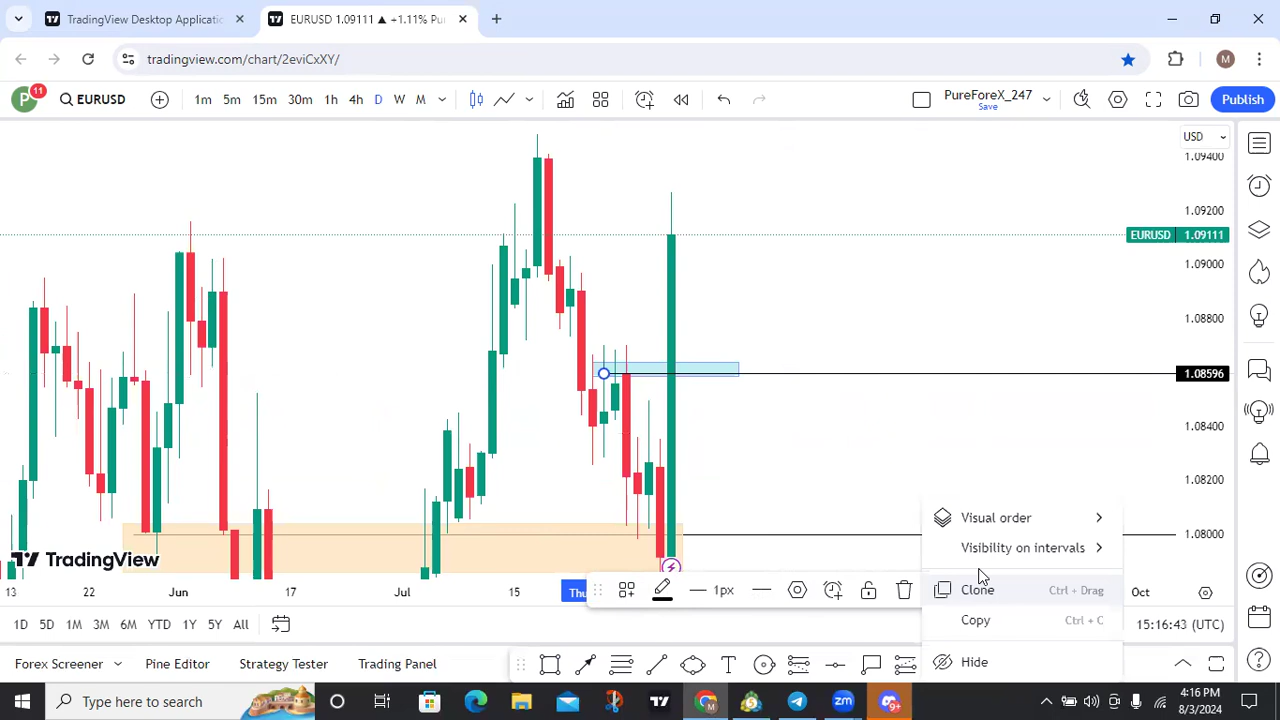 TradingView Desktop Applicati
EURUSD 1.09111 ▲ +1.11% Pu
tradingview.com/chart/2eviCxXY/
M
P
11
EURUSD
1m 5m 15m 30m 1h 4h D W M
PureForeX_247
Save
Publish
USD
1.09400
1.09200
EURUSD 1.09111
1.09000
1.08800
1.08596
1.08400
1.08200
1.08000
Visual order
Visibility on intervals
Clone Ctrl + Drag
Copy Ctrl + C
Hide
TradingView
1px
13 22 Jun 17 Jul 15 Thu Oct
1D 5D 1M 3M 6M YTD 1Y 5Y All
15:16:43 (UTC)
Forex Screener Pine Editor Strategy Tester Trading Panel
Type here to search
zm
9+
4:16 PM
8/3/2024